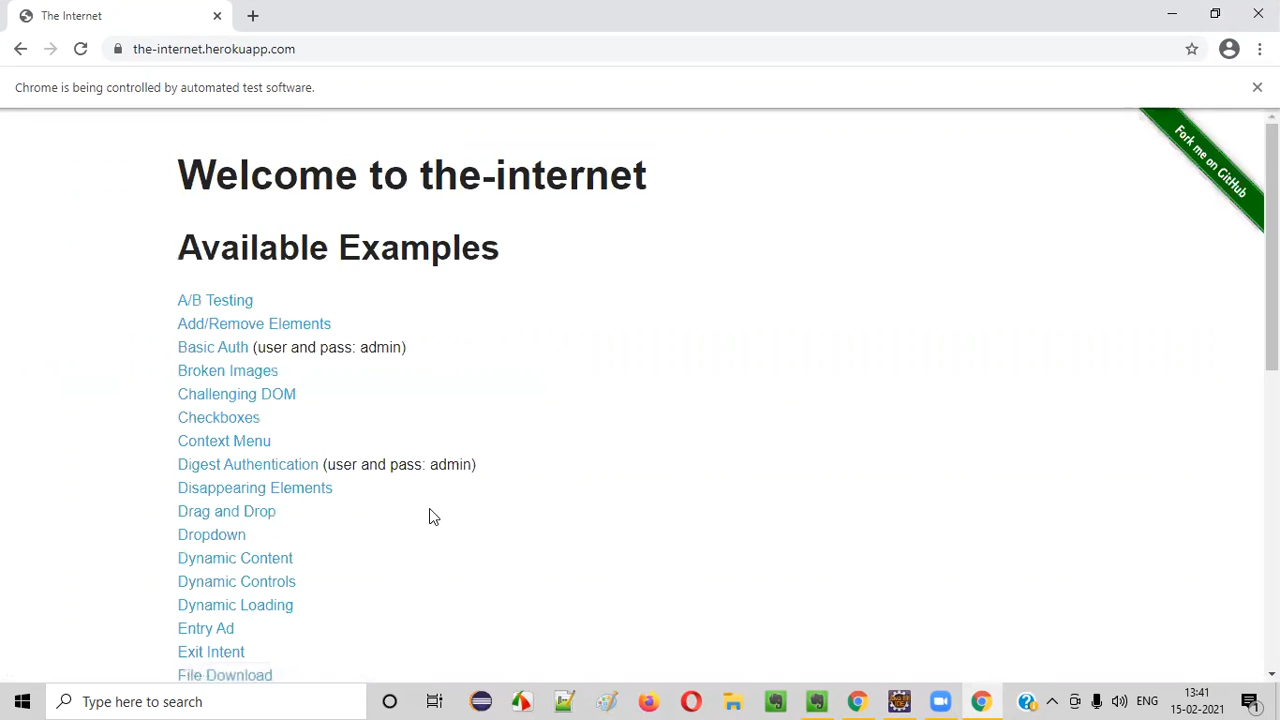 The Internet
the-internet.herokuapp.com
Chrome is being controlled by automated test software.
Fork me on GitHub
Welcome to the-internet
Available Examples
A/B Testing
Add/Remove Elements
Basic Auth (user and pass: admin)
Broken Images
Challenging DOM
Checkboxes
Context Menu
Digest Authentication (user and pass: admin)
Disappearing Elements
Drag and Drop
Dropdown
Dynamic Content
Dynamic Controls
Dynamic Loading
Entry Ad
Exit Intent
File Download
Type here to search
ENG
3:41
15-02-2021
1